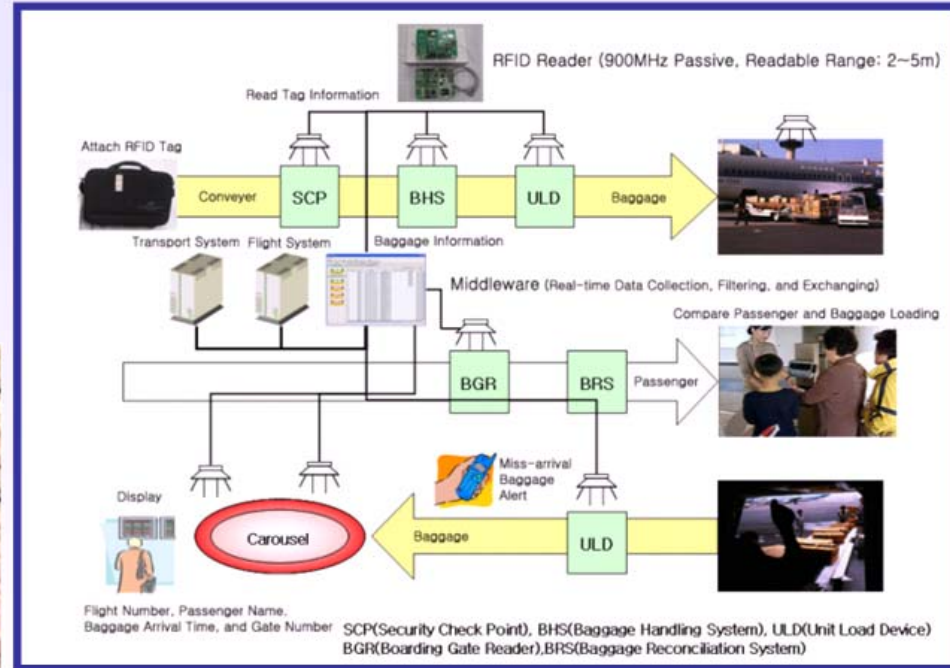 RFID Reader (900MHz Passive, Readable Range: 2~5m)
Read Tag Information
Attach RFID Tag
Conveyer
SCP
BHS
ULD
Baggage
Transport System
Flight System
Baggage Information
Middleware (Real-time Data Collection, Filtering, and Exchanging)
Compare Passenger and Baggage Loading
BGR
BRS
Passenger
Miss-arrival
Baggage
Alert
Display
Carousel
Baggage
ULD
Flight Number, Passenger Name.
Baggage Arrival Time, and Gate Number
SCP(Security Check Point), BHS(Baggage Handling System), ULD(Unit Load Device)
BGR(Boarding Gate Reader),BRS(Baggage Reconciliation System)